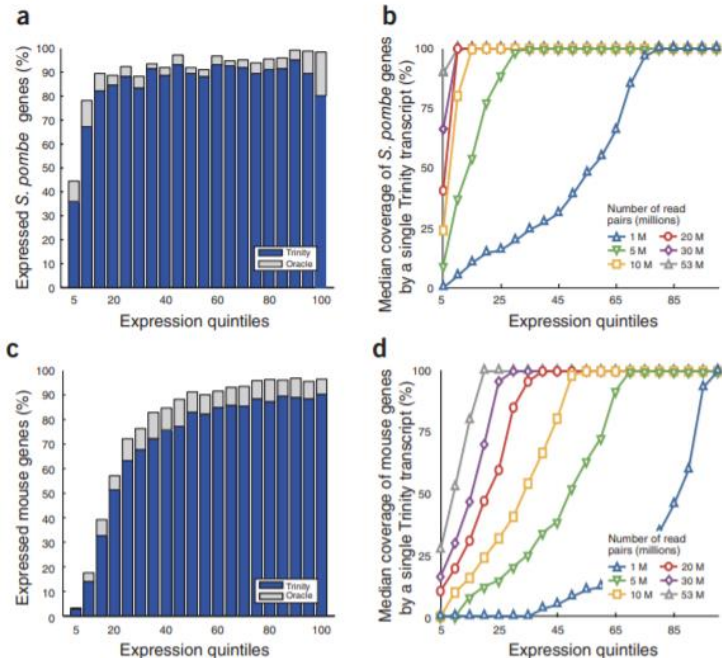 a
Expressed S. pombe genes (%)
100
90
80
70
60
50
40
30
20
10
0
Trinity
Oracle
5 20 40 60 80 100
Expression quintiles
b
Median coverage of S. pombe genes
by a single Trinity transcript (%)
100
75
50
25
0
Number of read
pairs (millions)
1 M 20 M
5 M 30 M
10 M 53 M
5 25 45 65 85
Expression quintiles
c
Expressed mouse genes (%)
100
90
80
70
60
50
40
30
20
10
0
Trinity
Oracle
5 20 40 60 80 100
Expression quintiles
d
Median coverage of mouse genes
by a single Trinity transcript (%)
100
75
50
25
0
Number of read
pairs (millions)
1 M 20 M
5 M 30 M
10 M 53 M
5 25 45 65 85
Expression quintiles